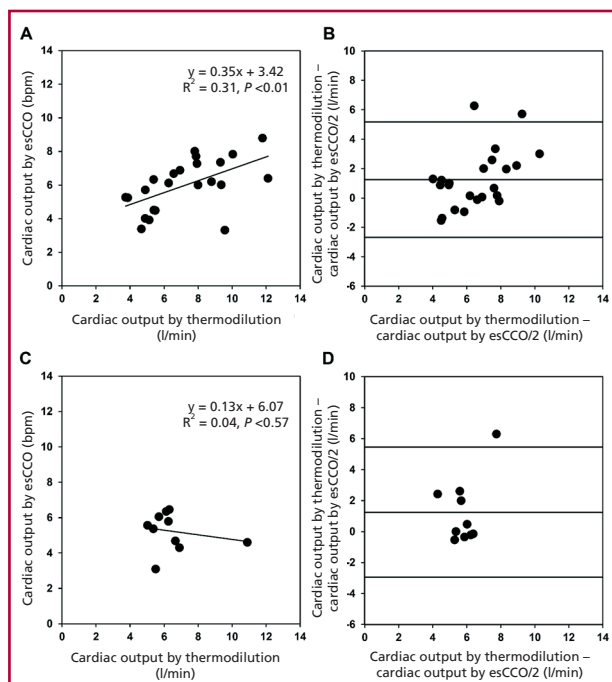 A
14
12
10
8
6
4
2
0
Cardiac output by esCCO (bpm)
y = 0.35x + 3.42
R² = 0.31, P <0.01
0 2 4 6 8 10 12 14
Cardiac output by thermodilution
(l/min)
B
10
8
6
4
2
0
-2
-4
-6
Cardiac output by thermodilution –
cardiac output by esCCO/2 (l/min)
0 2 4 6 8 10 12 14
Cardiac output by thermodilution –
cardiac output by esCCO/2 (l/min)
C
14
12
10
8
6
4
2
0
Cardiac output by esCCO (bpm)
y = 0.13x + 6.07
R² = 0.04, P <0.57
0 2 4 6 8 10 12 14
Cardiac output by thermodilution
(l/min)
D
10
8
6
4
2
0
-2
-4
-6
Cardiac output by thermodilution –
cardiac output by esCCO/2 (l/min)
0 2 4 6 8 10 12 14
Cardiac output by thermodilution –
cardiac output by esCCO/2 (l/min)